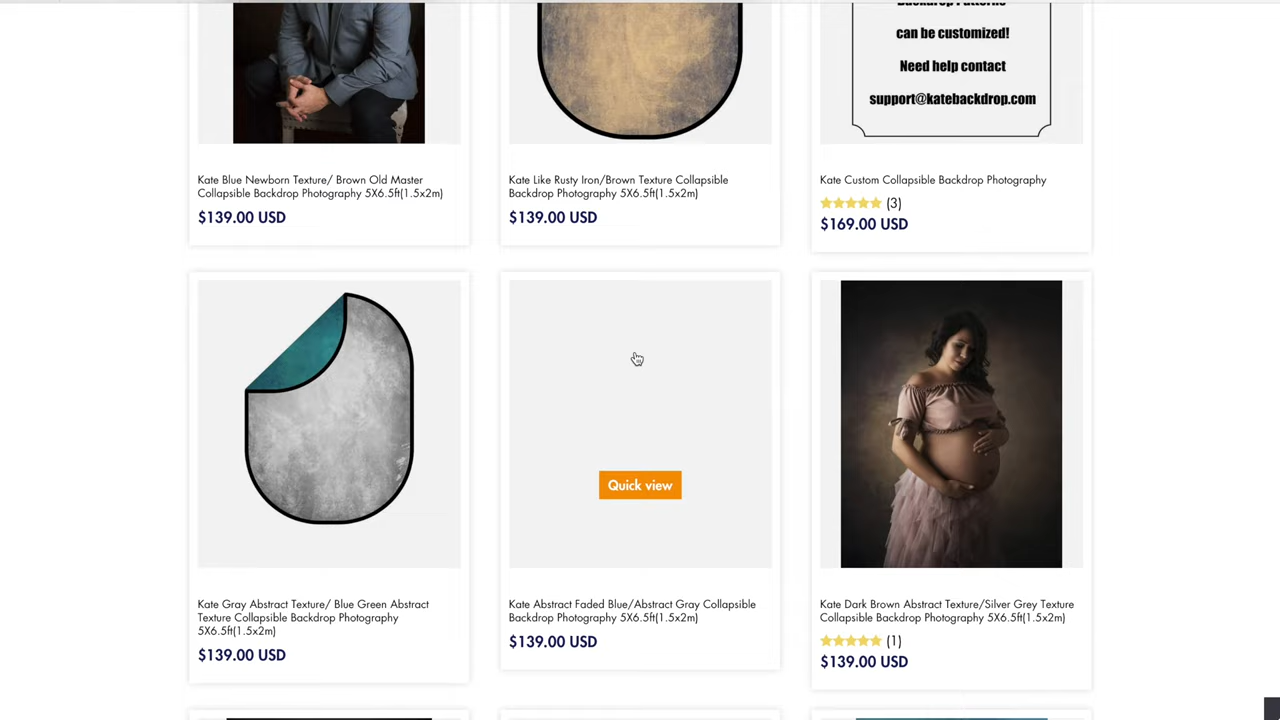 can be customized!
Need help contact
support@katebackdrop.com
Kate Blue Newborn Texture/ Brown Old Master
Collapsible Backdrop Photography 5X6.5ft(1.5x2m)
$139.00 USD
Kate Like Rusty Iron/Brown Texture Collapsible
Backdrop Photography 5X6.5ft(1.5x2m)
$139.00 USD
Kate Custom Collapsible Backdrop Photography
(3)
$169.00 USD
Quick view
Kate Gray Abstract Texture/ Blue Green Abstract
Texture Collapsible Backdrop Photography
5X6.5ft(1.5x2m)
$139.00 USD
Kate Abstract Faded Blue/Abstract Gray Collapsible
Backdrop Photography 5X6.5ft(1.5x2m)
$139.00 USD
Kate Dark Brown Abstract Texture/Silver Grey Texture
Collapsible Backdrop Photography 5X6.5ft(1.5x2m)
(1)
$139.00 USD